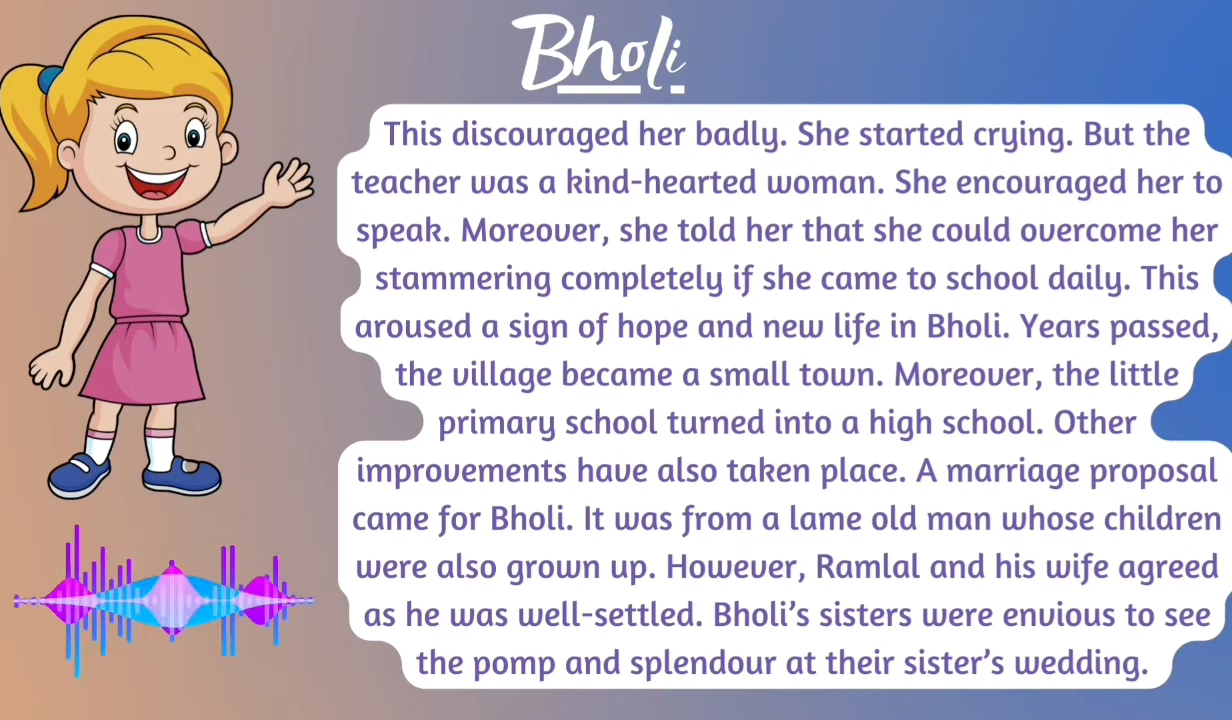 Bholi
This discouraged her badly. She started crying. But the
teacher was a kind-hearted woman. She encouraged her to
speak. Moreover, she told her that she could overcome her
stammering completely if she came to school daily. This
aroused a sign of hope and new life in Bholi. Years passed,
the village became a small town. Moreover, the little
primary school turned into a high school. Other
improvements have also taken place. A marriage proposal
came for Bholi. It was from a lame old man whose children
were also grown up. However, Ramlal and his wife agreed
as he was well-settled. Bholi’s sisters were envious to see
the pomp and splendour at their sister’s wedding.